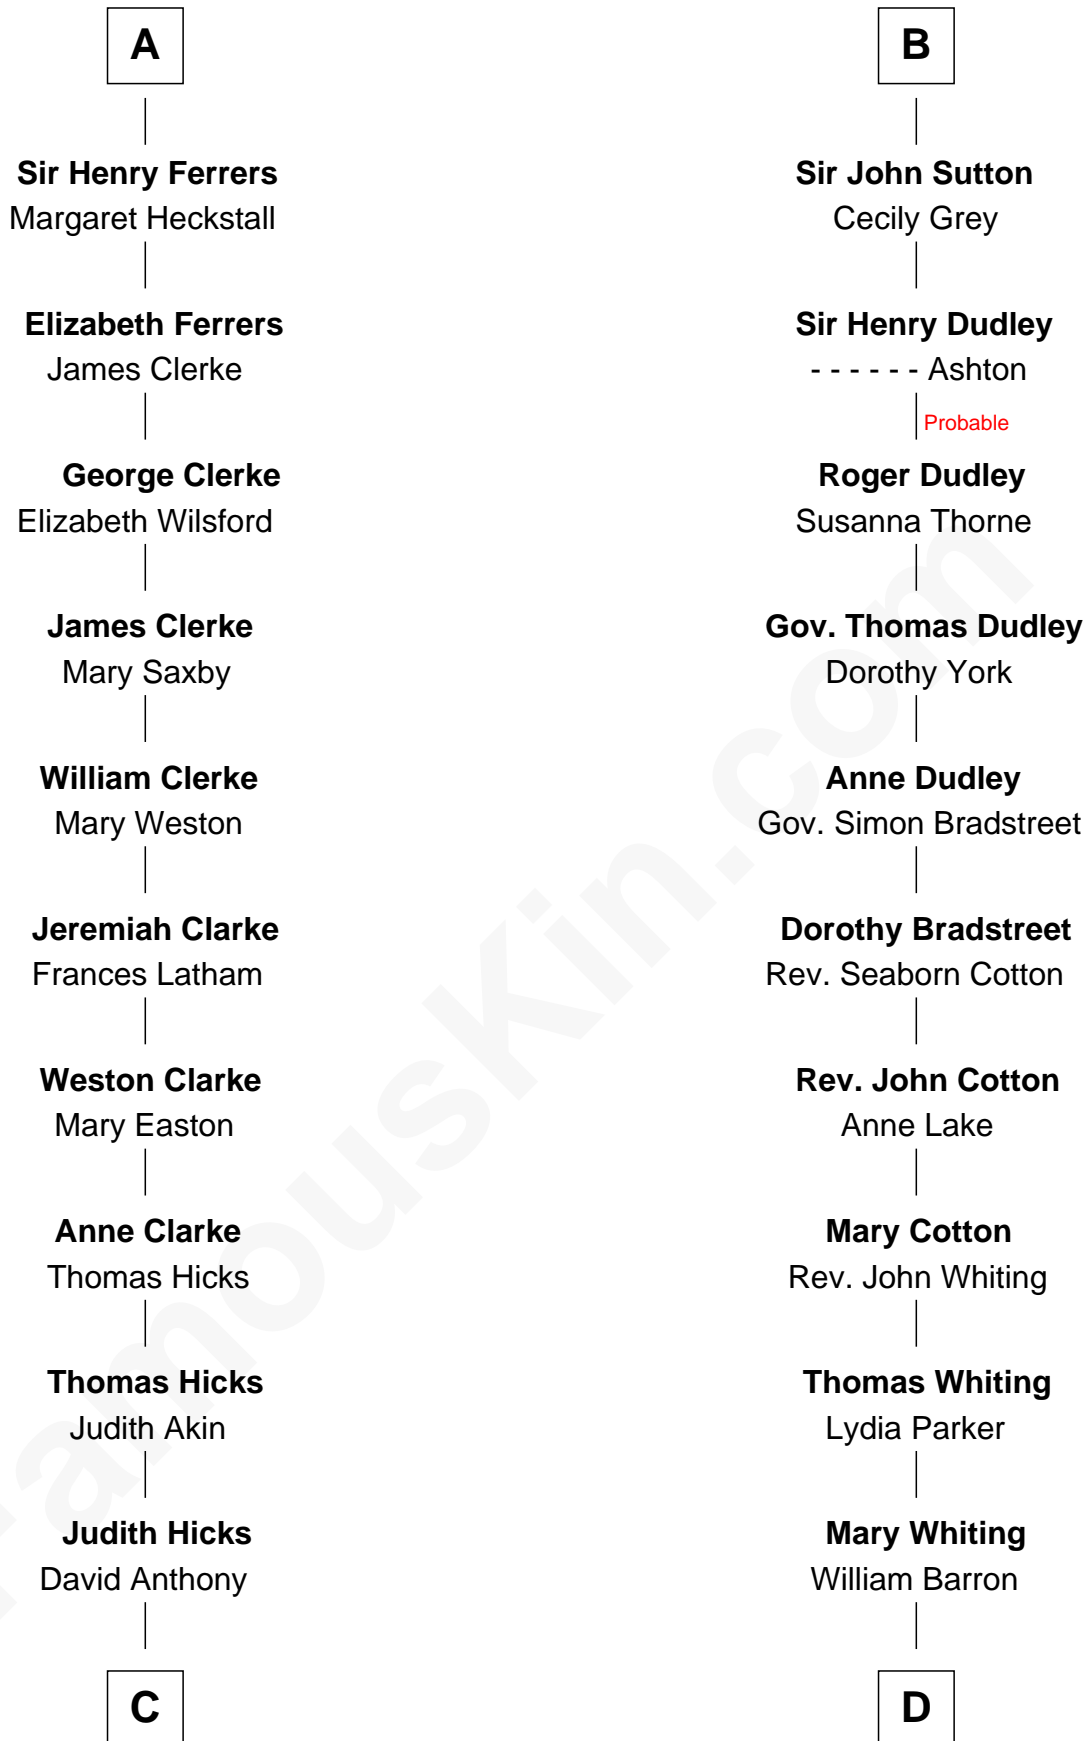 A
Sir Henry Ferrers
Margaret Heckstall
Elizabeth Ferrers
James Clerke
George Clerke
Elizabeth Wilsford
James Clerke
Mary Saxby
William Clerke
Mary Weston
Jeremiah Clarke
Frances Latham
Weston Clarke
Mary Easton
Anne Clarke
Thomas Hicks
Thomas Hicks
Judith Akin
Judith Hicks
David Anthony
C
B
Sir John Sutton
Cecily Grey
Sir Henry Dudley
- - - - - - Ashton
Probable
Roger Dudley
Susanna Thorne
Gov. Thomas Dudley
Dorothy York
Anne Dudley
Gov. Simon Bradstreet
Dorothy Bradstreet
Rev. Seaborn Cotton
Rev. John Cotton
Anne Lake
Mary Cotton
Rev. John Whiting
Thomas Whiting
Lydia Parker
Mary Whiting
William Barron
D
FamousKin.com